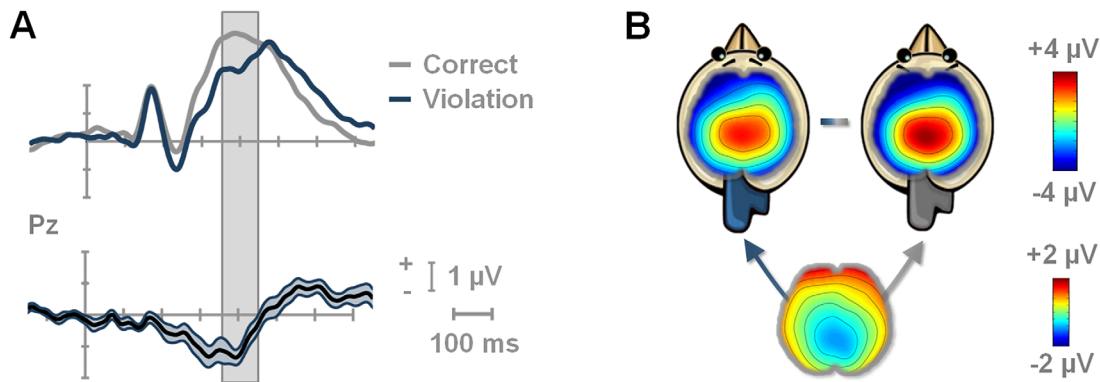 A
Correct
Violation
Pz
+
-
1 µV
100 ms
B
+4 µV
-4 µV
+2 µV
-2 µV